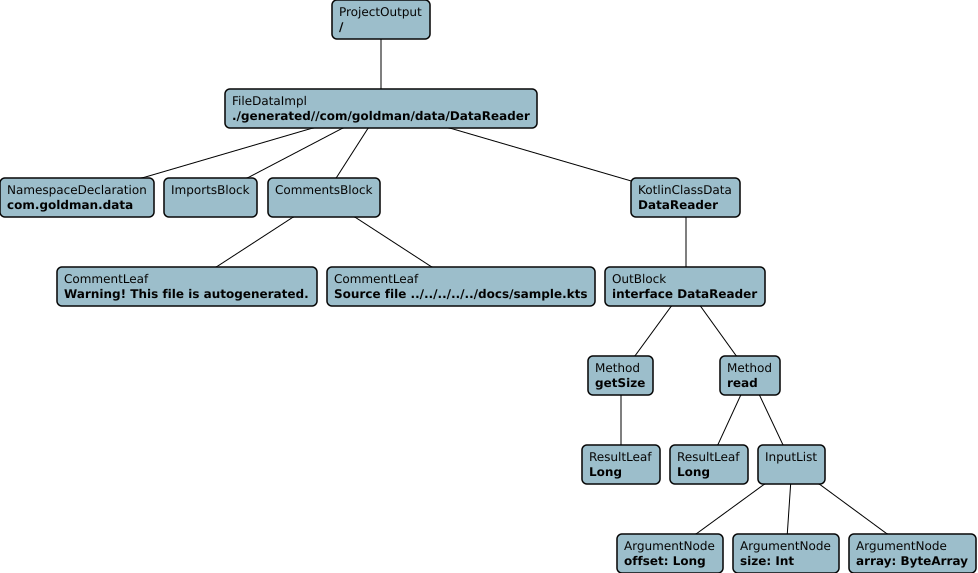 ProjectOutput
/
FileDataImpl
./generated//com/goldman/data/DataReader
NamespaceDeclaration
com.goldman.data
ImportsBlock
CommentsBlock
KotlinClassData
DataReader
CommentLeaf
Warning! This file is autogenerated.
CommentLeaf
Source file ../../../../../docs/sample.kts
OutBlock
interface DataReader
Method
getSize
Method
read
ResultLeaf
Long
ResultLeaf
Long
InputList
ArgumentNode
offset: Long
ArgumentNode
size: Int
ArgumentNode
array: ByteArray